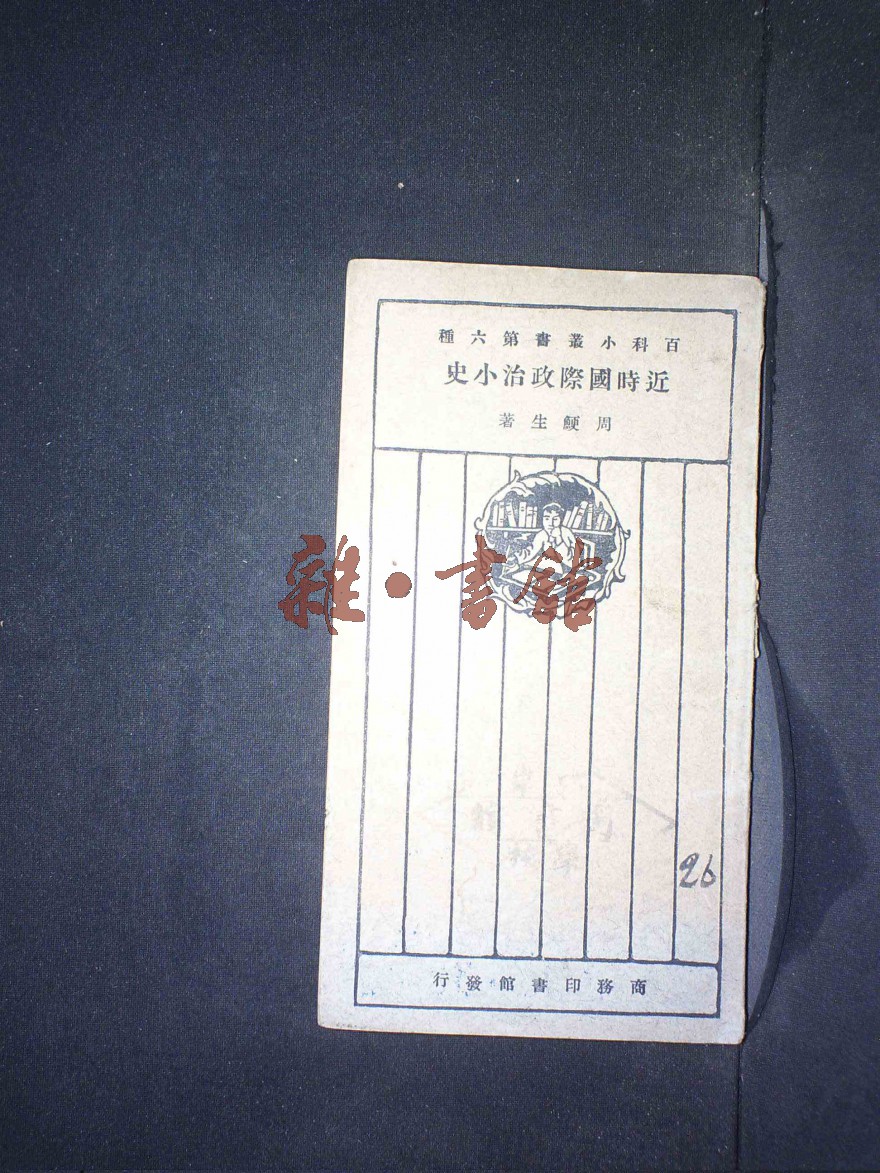 百科小叢書第六種
近時國際政治小史
周鯁生著
雜·書館
26
商務印書館發行